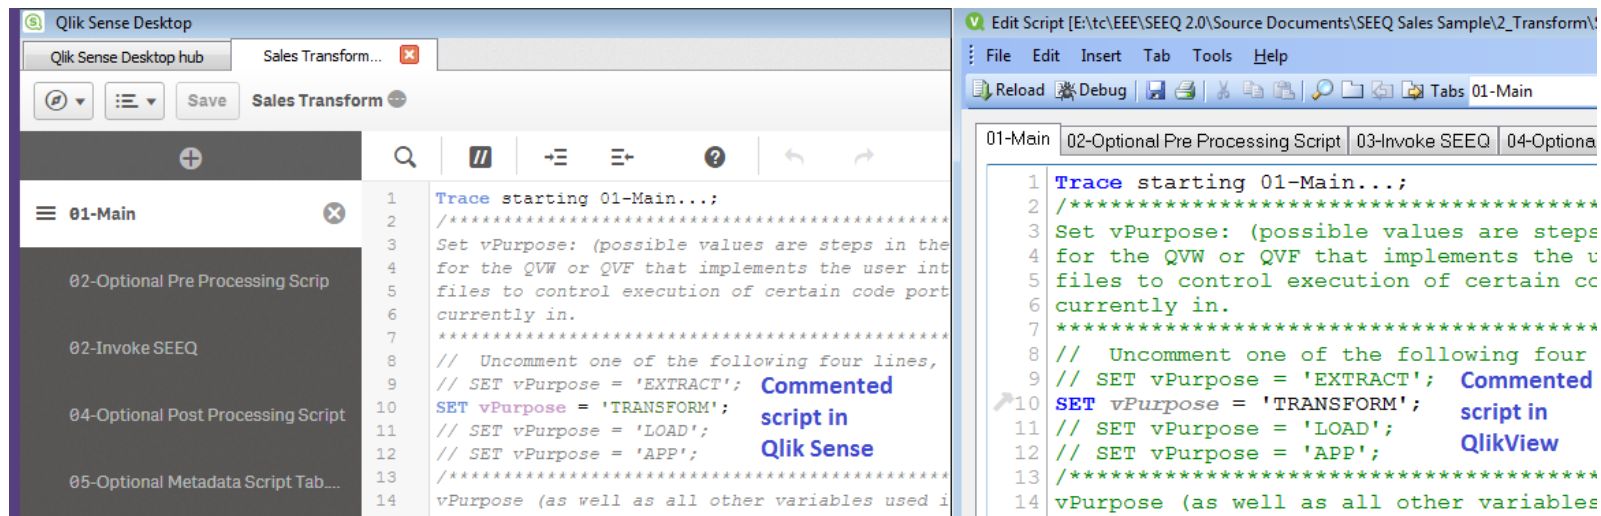 Qlik Sense Desktop
Qlik Sense Desktop hub
Sales Transform...
Save
Sales Transform
01-Main
02-Optional Pre Processing Scrip
02-Invoke SEEQ
04-Optional Post Processing Script
05-Optional Metadata Script Tab....
1 Trace starting 01-Main...;
2 /**********************************************
3 Set vPurpose: (possible values are steps in the
4 for the QVW or QVF that implements the user int
5 files to control execution of certain code port
6 currently in.
7 ***********************************************
8 //  Uncomment one of the following four lines,
9 // SET vPurpose = 'EXTRACT';
10 SET vPurpose = 'TRANSFORM';
11 // SET vPurpose = 'LOAD';
12 // SET vPurpose = 'APP';
13 /**********************************************
14 vPurpose (as well as all other variables used i
Commented
script in
Qlik Sense
Edit Script [E:\tc\EEE\SEEQ 2.0\Source Documents\SEEQ Sales Sample\2_Transform\
File Edit Insert Tab Tools Help
Reload Debug Tabs 01-Main
01-Main 02-Optional Pre Processing Script 03-Invoke SEEQ 04-Optiona
1 Trace starting 01-Main...;
2 /***************************************
3 Set vPurpose: (possible values are steps
4 for the QVW or QVF that implements the u
5 files to control execution of certain co
6 currently in.
7 ****************************************
8 //  Uncomment one of the following four
9 // SET vPurpose = 'EXTRACT';
10 SET vPurpose = 'TRANSFORM';
11 // SET vPurpose = 'LOAD';
12 // SET vPurpose = 'APP';
13 /***************************************
14 vPurpose (as well as all other variables
Commented
script in
QlikView